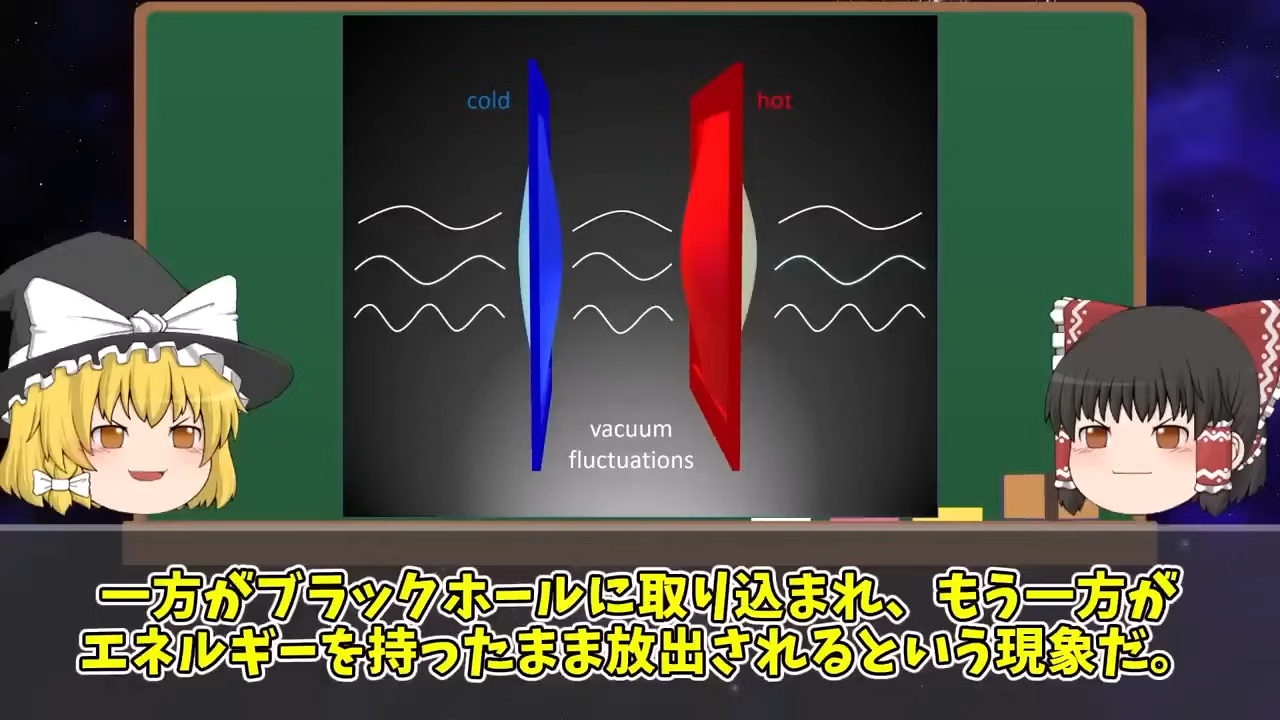 cold
hot
vacuum
fluctuations
一方がブラックホールに取り込まれ、もう一方が
エネルギーを持ったまま放出されるという現象だ。